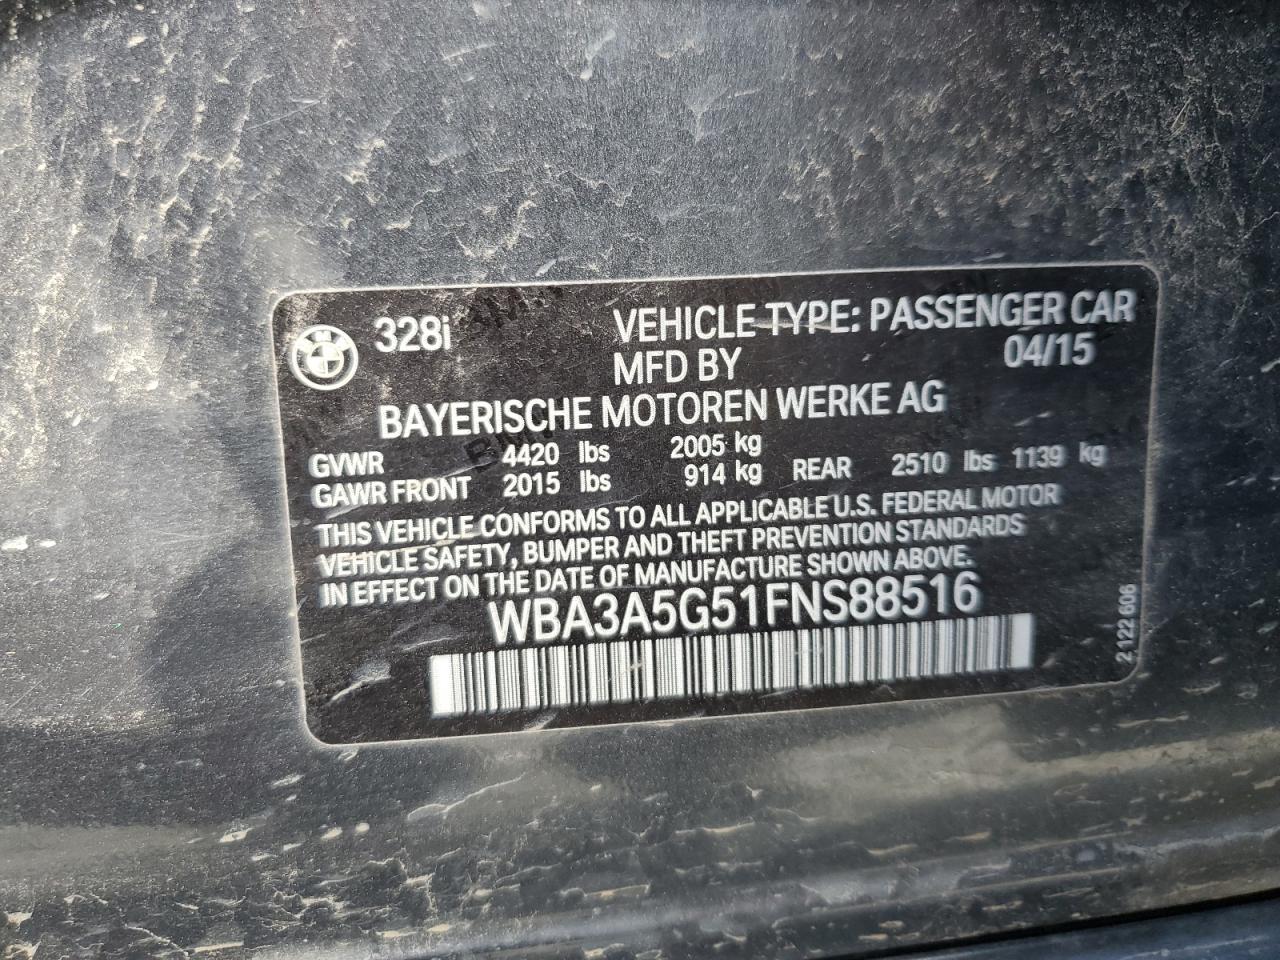 328i VEHICLE TYPE: PASSENGER CAR
MFD BY 04/15
BAYERISCHE MOTOREN WERKE AG
GVWR 4420 lbs 2005 kg
GAWR FRONT 2015 lbs 914 kg REAR 2510 lbs 1139 kg
THIS VEHICLE CONFORMS TO ALL APPLICABLE U.S. FEDERAL MOTOR
VEHICLE SAFETY, BUMPER AND THEFT PREVENTION STANDARDS
IN EFFECT ON THE DATE OF MANUFACTURE SHOWN ABOVE.
WBA3A5G51FNS88516
2 122 606